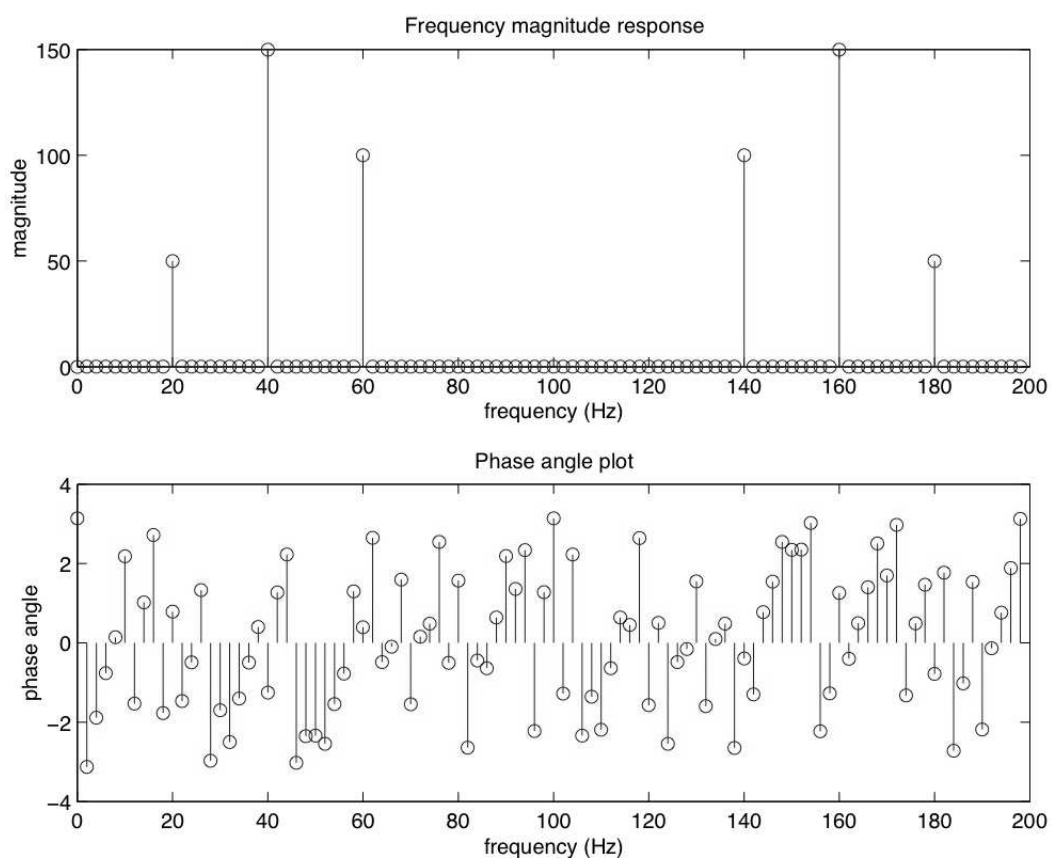 Frequency magnitude response
150
100
50
0
magnitude
0 20 40 60 80 100 120 140 160 180 200
frequency (Hz)
Phase angle plot
4
2
0
−2
−4
phase angle
0 20 40 60 80 100 120 140 160 180 200
frequency (Hz)